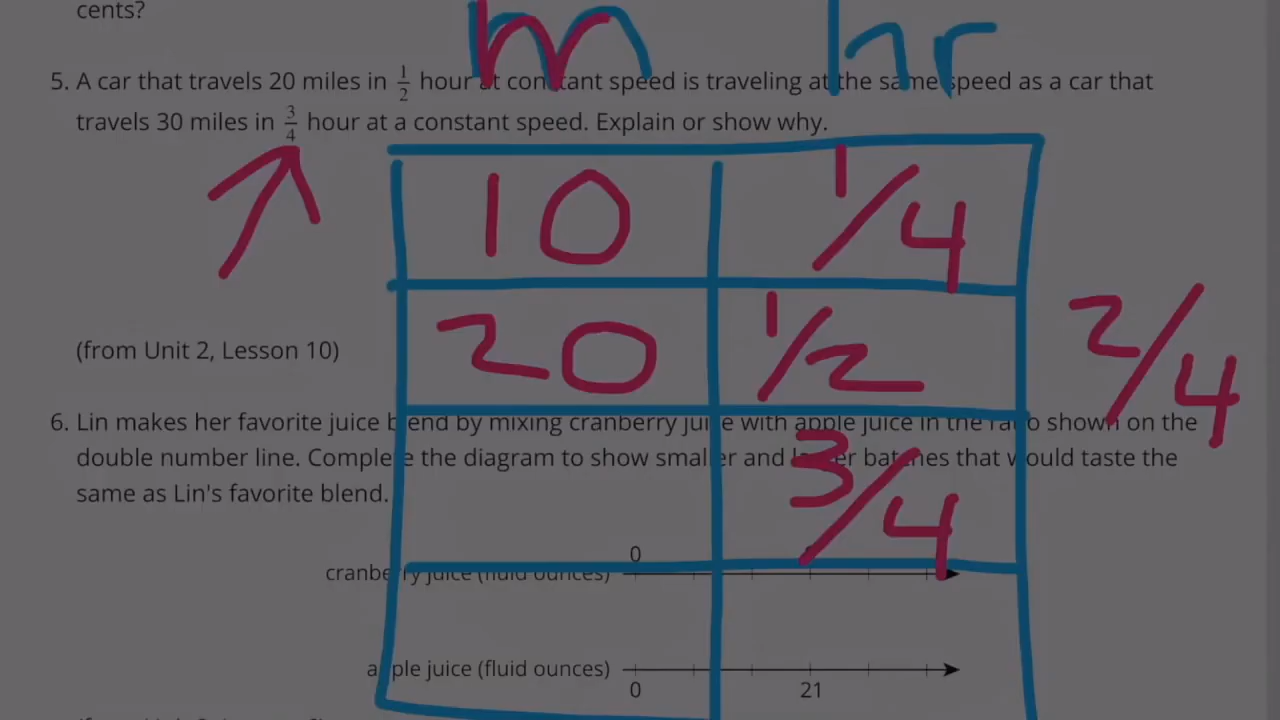 cents?
m hr
5. A car that travels 20 miles in 1/2 hour at constant speed is traveling at the same speed as a car that
travels 30 miles in 3/4 hour at a constant speed. Explain or show why.
10 1/4
20 1/2 2/4
(from Unit 2, Lesson 10)
6. Lin makes her favorite juice blend by mixing cranberry juice with apple juice in the ratio shown on the
double number line. Complete the diagram to show smaller and larger batches that would taste the
same as Lin's favorite blend.
3/4
0
cranberry juice (fluid ounces)
apple juice (fluid ounces)
0 21